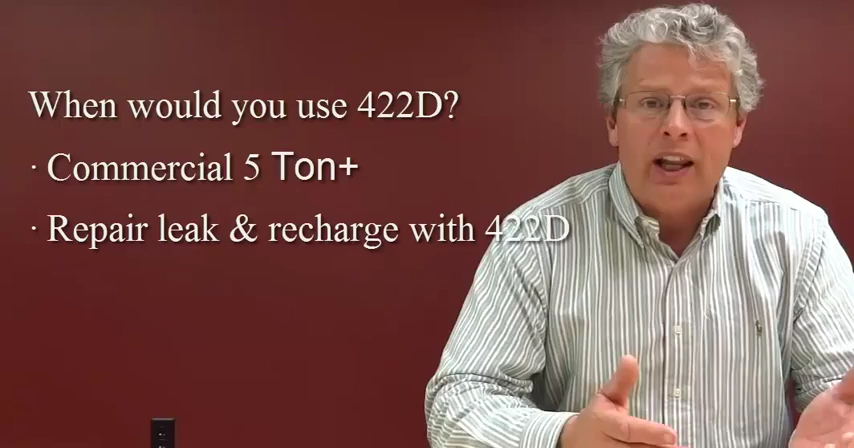 When would you use 422D?
· Commercial 5 Ton+
· Repair leak & recharge with 422D